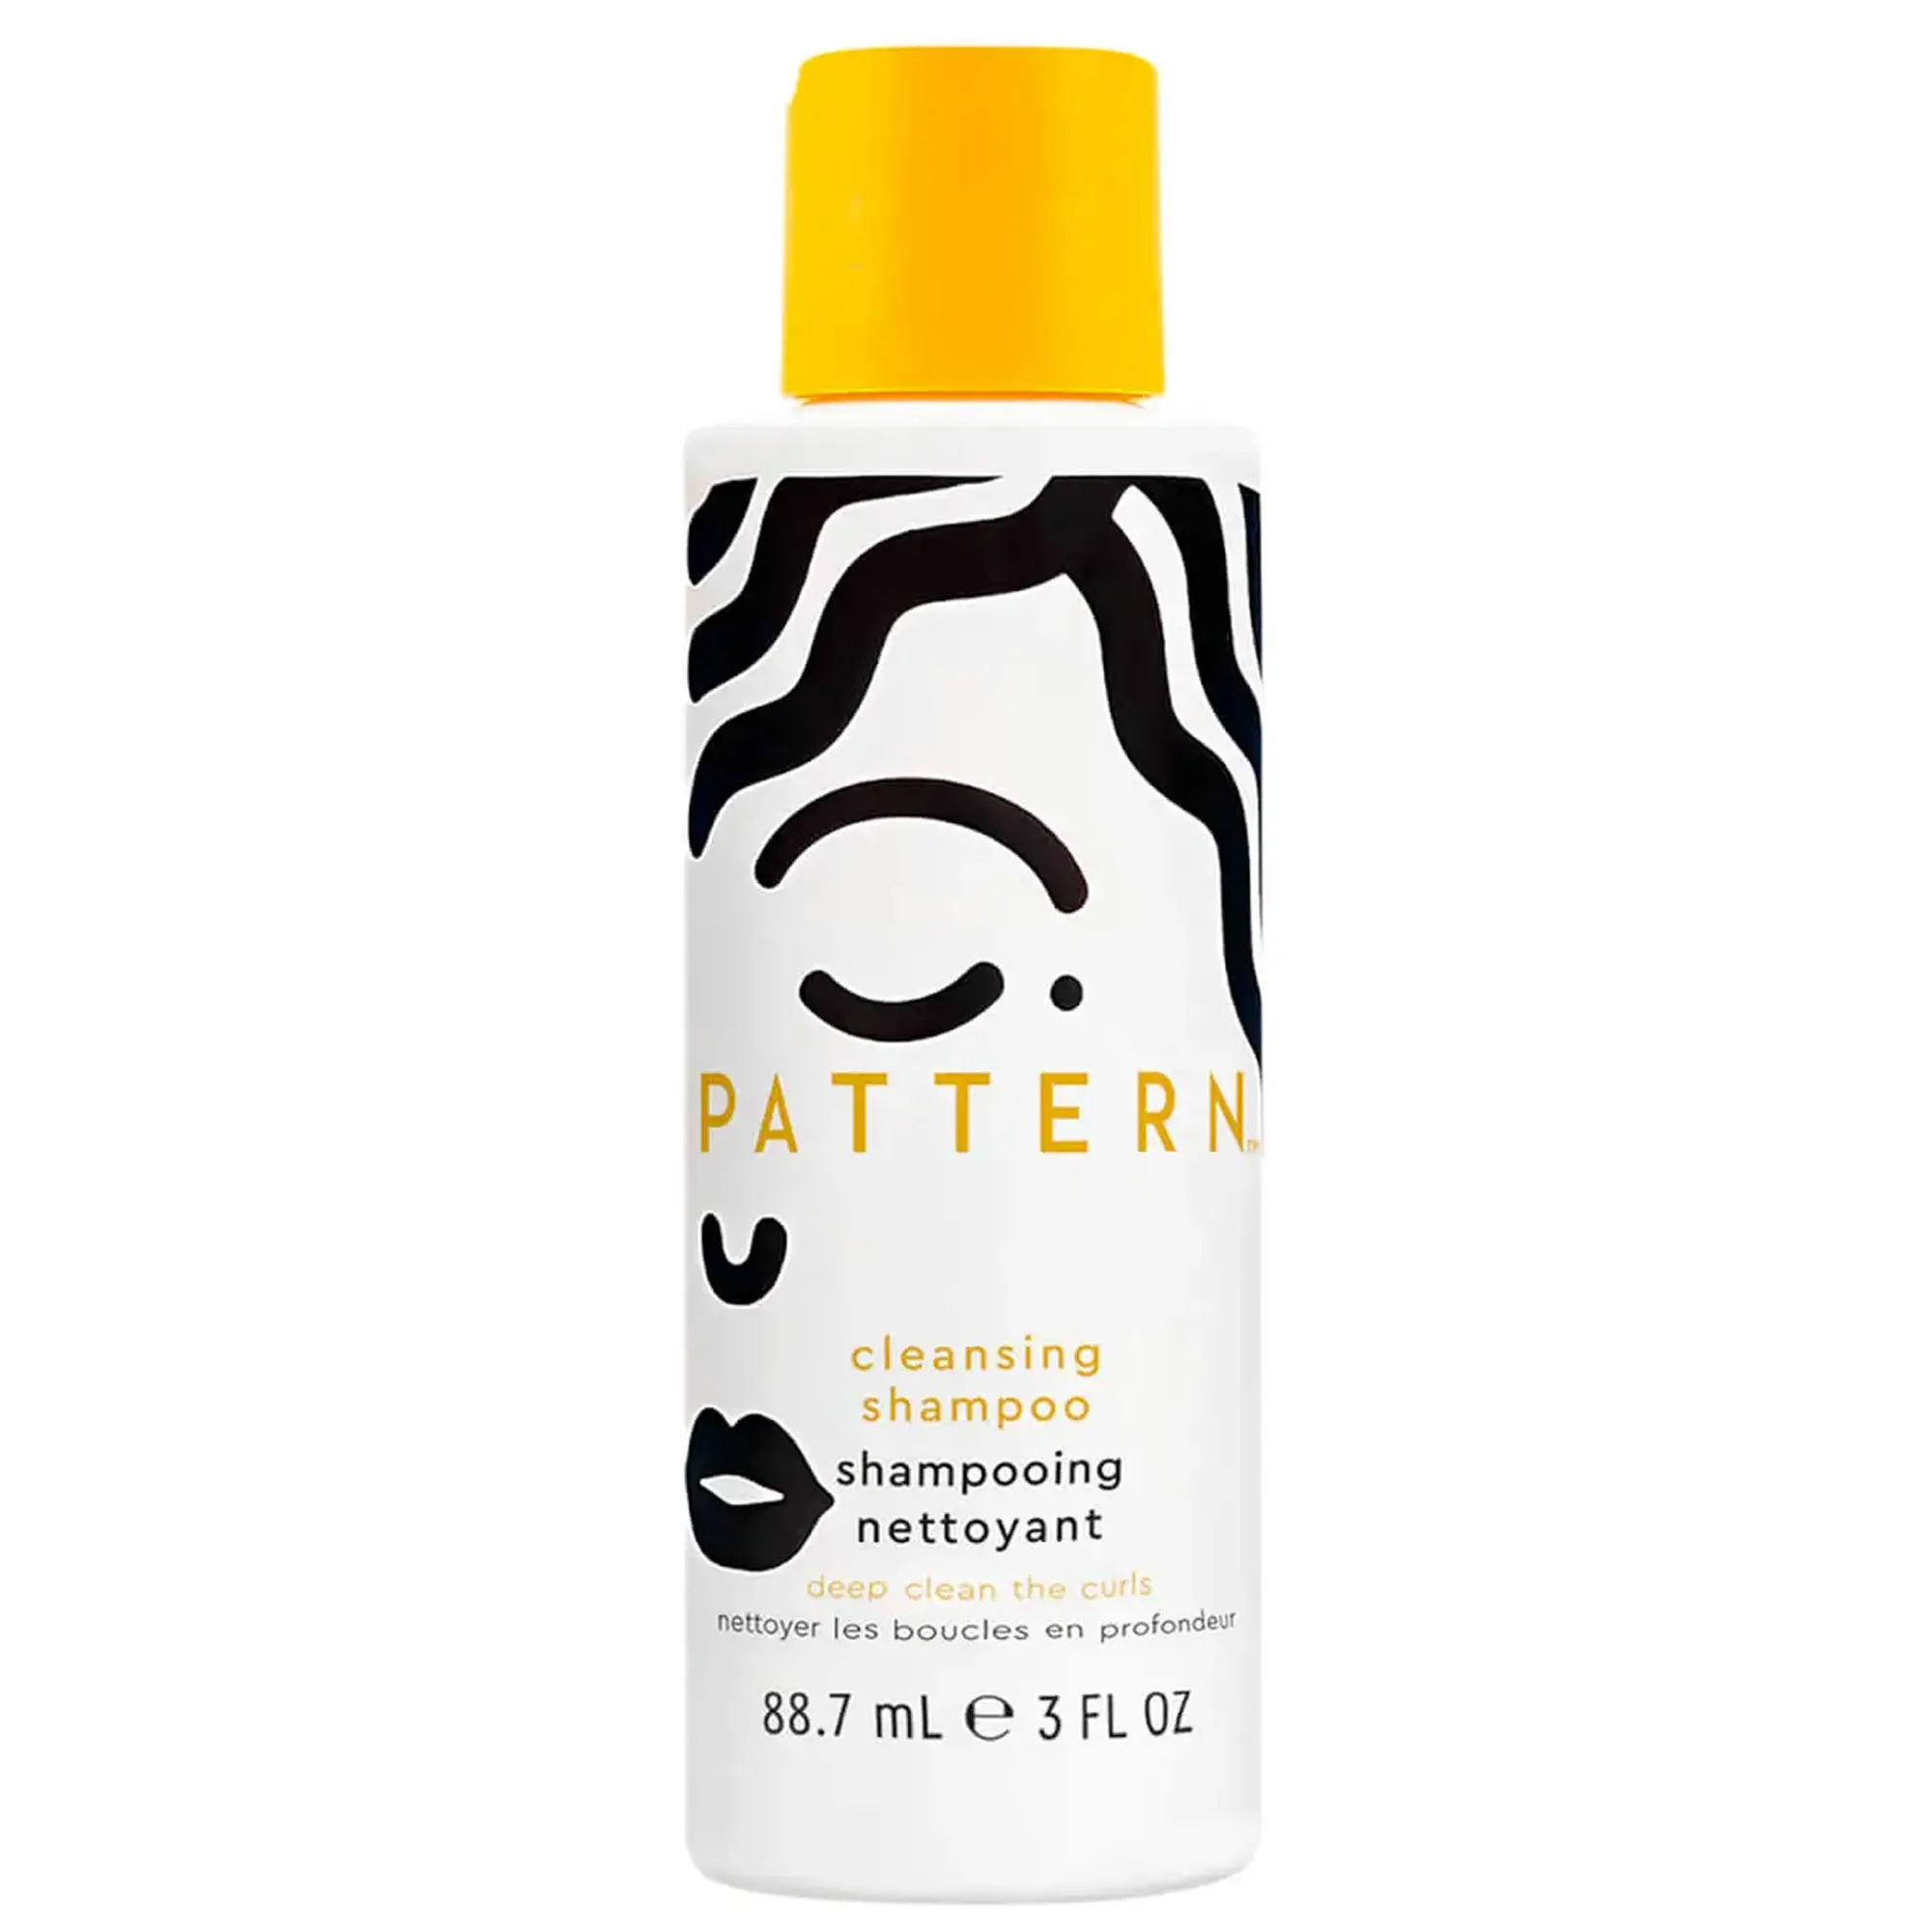 PATTERN™
cleansing
shampoo
shampooing
nettoyant
deep clean the curls
nettoyer les boucles en profondeur
88.7 mL ℮ 3 FL OZ